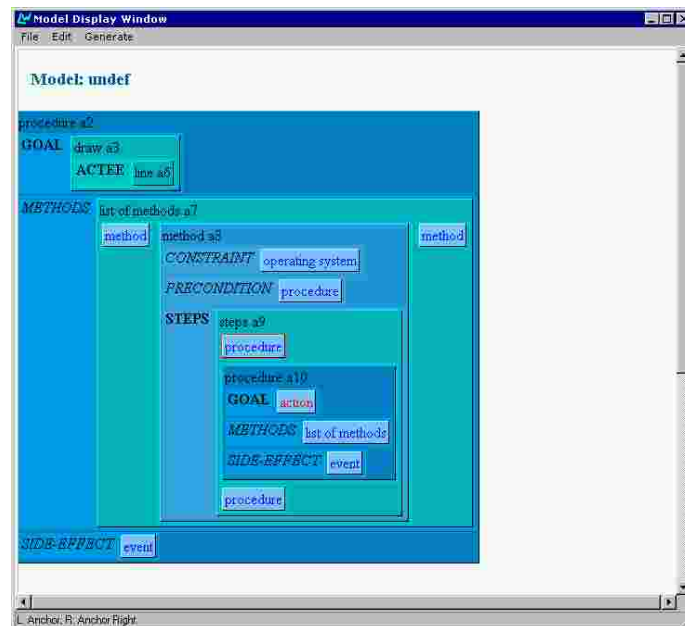 Model Display Window
File Edit Generate
Model: undef
procedure a2
GOAL draw a3
ACTEE line a6
METHODS list of methods a7
method method a8 method
CONSTRAINT operating system
PRECONDITION procedure
STEPS steps a9
procedure
procedure a10
GOAL action
METHODS list of methods
SIDE-EFFECT event
procedure
SIDE-EFFECT event
L: Anchor; R: Anchor Right.